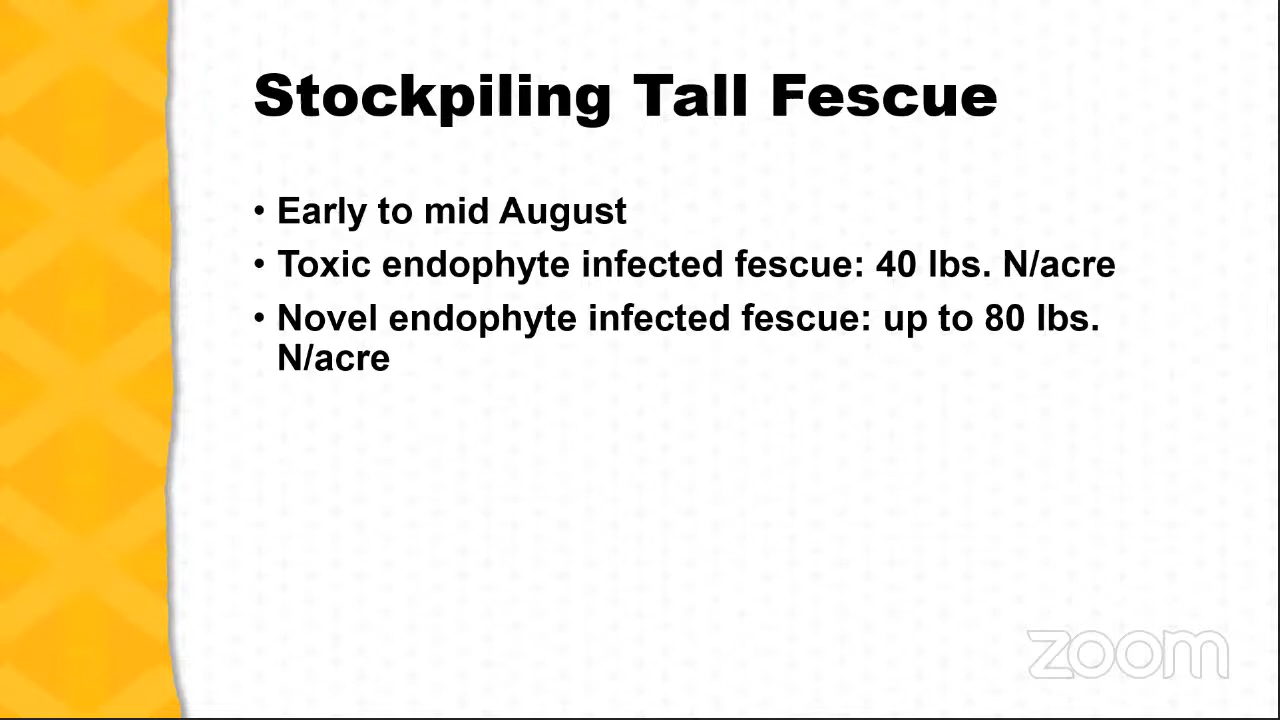 Stockpiling Tall Fescue
• Early to mid August
• Toxic endophyte infected fescue: 40 lbs. N/acre
• Novel endophyte infected fescue: up to 80 lbs.
N/acre
zoom